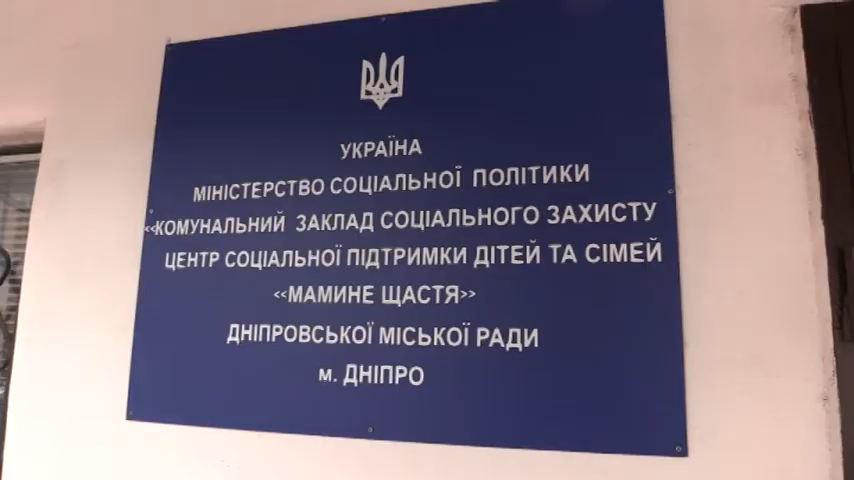 УКРАЇНА
МІНІСТЕРСТВО СОЦІАЛЬНОЇ ПОЛІТИКИ
<<КОМУНАЛЬНИЙ ЗАКЛАД СОЦІАЛЬНОГО ЗАХИСТУ
ЦЕНТР СОЦІАЛЬНОЇ ПІДТРИМКИ ДІТЕЙ ТА СІМЕЙ
<<МАМИНЕ ЩАСТЯ>>
ДНІПРОВСЬКОЇ МІСЬКОЇ РАДИ
м. ДНІПРО